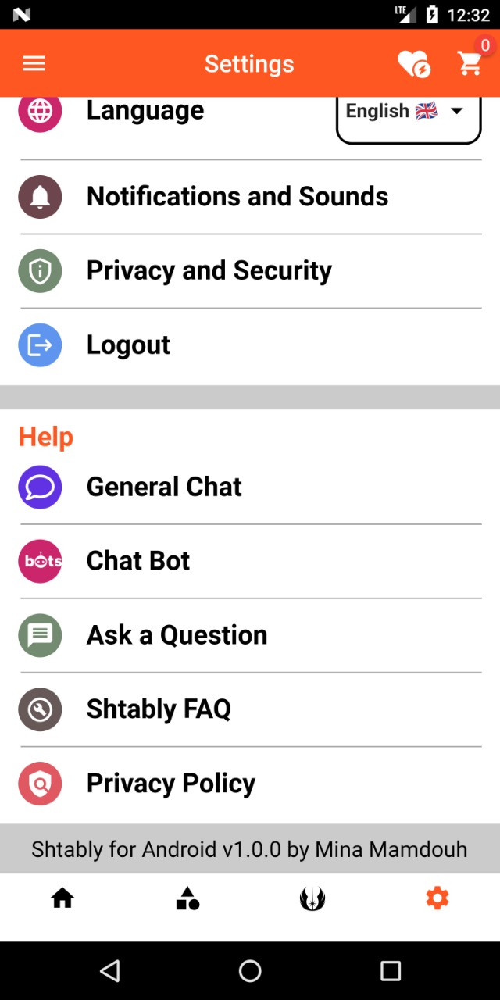 LTE 12:32
Settings
0
Language
English 🇬🇧
Notifications and Sounds
Privacy and Security
Logout
Help
General Chat
bots
Chat Bot
Ask a Question
Shtably FAQ
Privacy Policy
Shtably for Android v1.0.0 by Mina Mamdouh